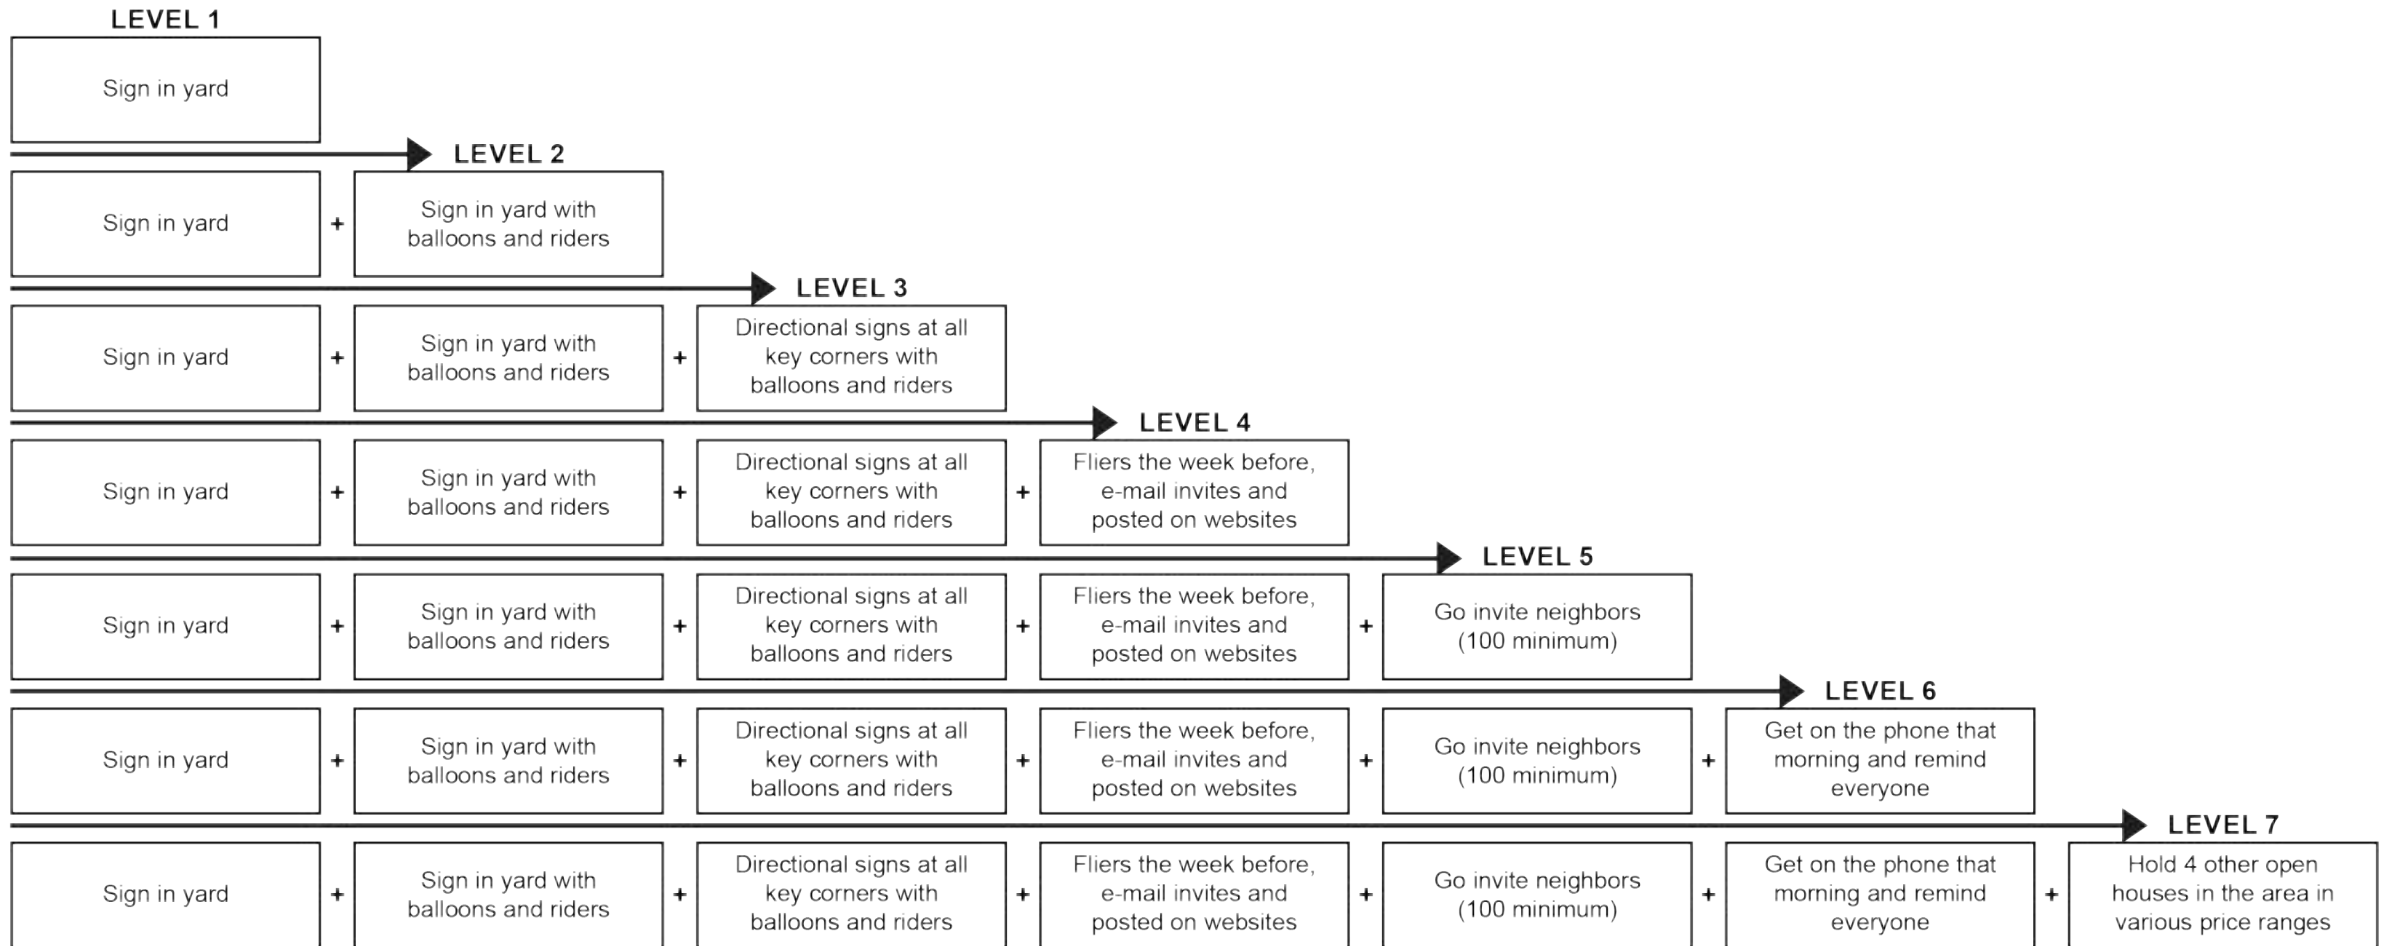 LEVEL 1
Sign in yard
LEVEL 2
Sign in yard
+
Sign in yard with
balloons and riders
LEVEL 3
Sign in yard
+
Sign in yard with
balloons and riders
+
Directional signs at all
key corners with
balloons and riders
LEVEL 4
Sign in yard
+
Sign in yard with
balloons and riders
+
Directional signs at all
key corners with
balloons and riders
+
Fliers the week before,
e-mail invites and
posted on websites
LEVEL 5
Sign in yard
+
Sign in yard with
balloons and riders
+
Directional signs at all
key corners with
balloons and riders
+
Fliers the week before,
e-mail invites and
posted on websites
+
Go invite neighbors
(100 minimum)
LEVEL 6
Sign in yard
+
Sign in yard with
balloons and riders
+
Directional signs at all
key corners with
balloons and riders
+
Fliers the week before,
e-mail invites and
posted on websites
+
Go invite neighbors
(100 minimum)
+
Get on the phone that
morning and remind
everyone
LEVEL 7
Sign in yard
+
Sign in yard with
balloons and riders
+
Directional signs at all
key corners with
balloons and riders
+
Fliers the week before,
e-mail invites and
posted on websites
+
Go invite neighbors
(100 minimum)
+
Get on the phone that
morning and remind
everyone
+
Hold 4 other open
houses in the area in
various price ranges